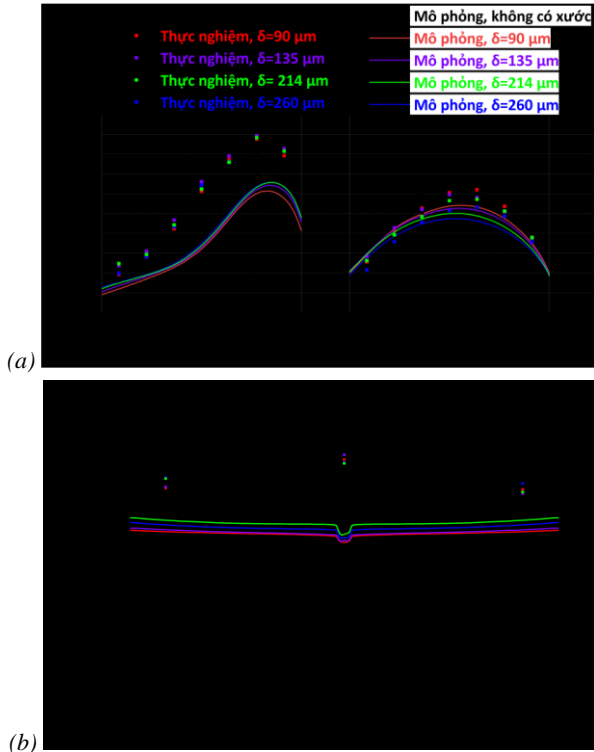 Mô phỏng, không có xước
Thực nghiệm, δ=90 µm
Mô phỏng, δ=90 µm
Thực nghiệm, δ=135 µm
Mô phỏng, δ=135 µm
Thực nghiệm, δ= 214 µm
Mô phỏng, δ=214 µm
Thực nghiệm, δ=260 µm
Mô phỏng, δ=260 µm
(a)
(b)